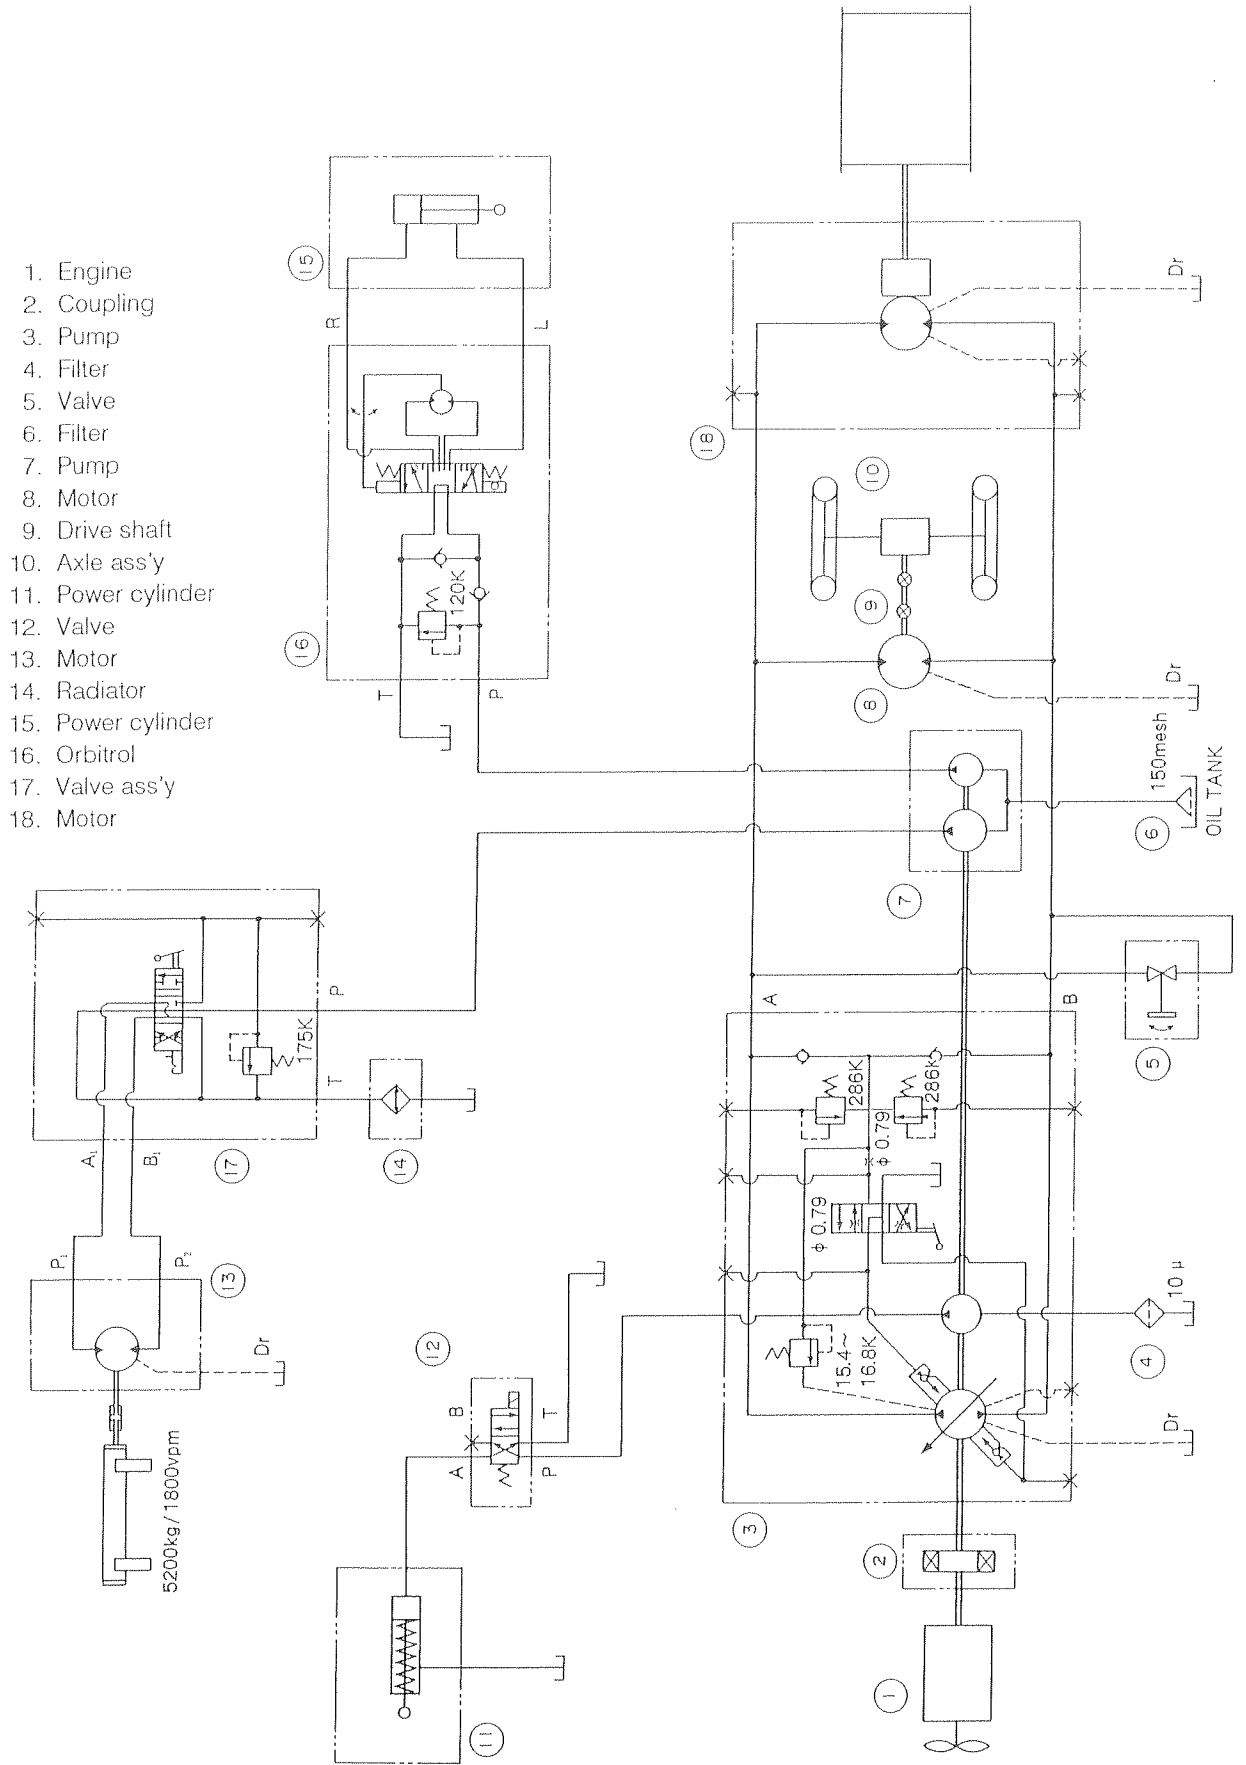 1. Engine
2. Coupling
3. Pump
4. Filter
5. Valve
6. Filter
7. Pump
8. Motor
9. Drive shaft
10. Axle ass'y
11. Power cylinder
12. Valve
13. Motor
14. Radiator
15. Power cylinder
16. Orbitrol
17. Valve ass'y
18. Motor
15
R
L
16
120K
T
P
18
Dr
10
9
8
Dr
7
150mesh
6
OIL TANK
P
175K
T
A₁
B₁
17
14
P₁
P₂
13
Dr
5200kg/1800vpm
A
B
5
286K
286K
φ 0.79
φ 0.79
15.4~
16.8K
10 μ
4
Dr
3
12
B
T
A
P
11
2
1